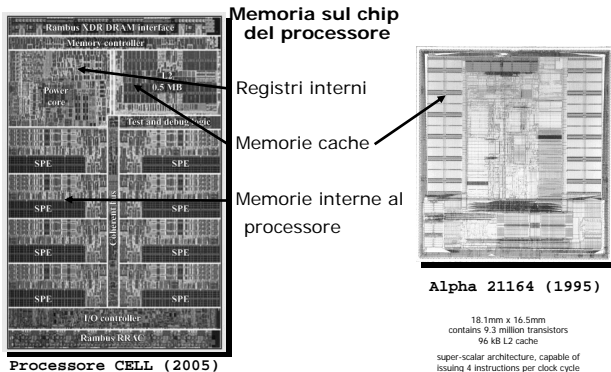 Memoria sul chip
del processore
Rambus XDR DRAM interface
Memory controller
Power
core
L2
0.5 MB
Test and debug logic
SPE
SPE
SPE
SPE
SPE
SPE
SPE
SPE
Coherent bus
I/O controller
Rambus RRAC
Processore CELL (2005)
Registri interni
Memorie cache
Memorie interne al
processore
Alpha 21164 (1995)
18.1mm x 16.5mm
contains 9.3 million transistors
96 kB L2 cache
super-scalar architecture, capable of
issuing 4 instructions per clock cycle